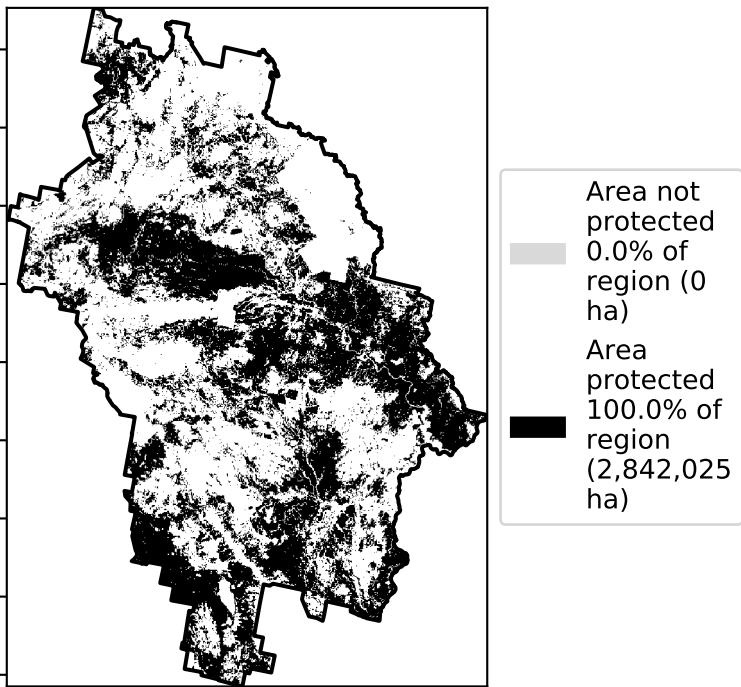 Area not
protected
0.0% of
region (0
ha)
Area
protected
100.0% of
region
(2,842,025
ha)